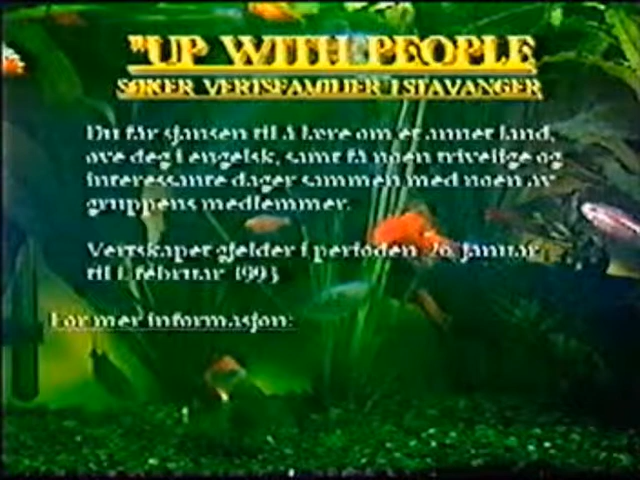 "UP WITH PEOPLE
SØKER VERTSFAMILIER I STAVANGER
Du får sjansen til å lære om et annet land,
øve deg i engelsk, samt få noen trivelige og
interessante dager sammen med noen av
gruppens medlemmer.
Vertskapet gjelder i perioden 26. januar
til 1. februar 1993
For mer informasjon: